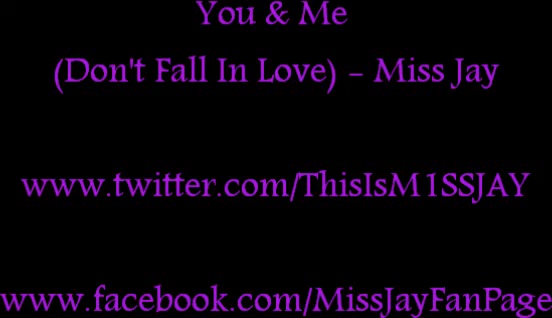 You & Me
(Don't Fall In Love) - Miss Jay
www.twitter.com/ThisIsM1SSJAY
www.facebook.com/MissJayFanPage